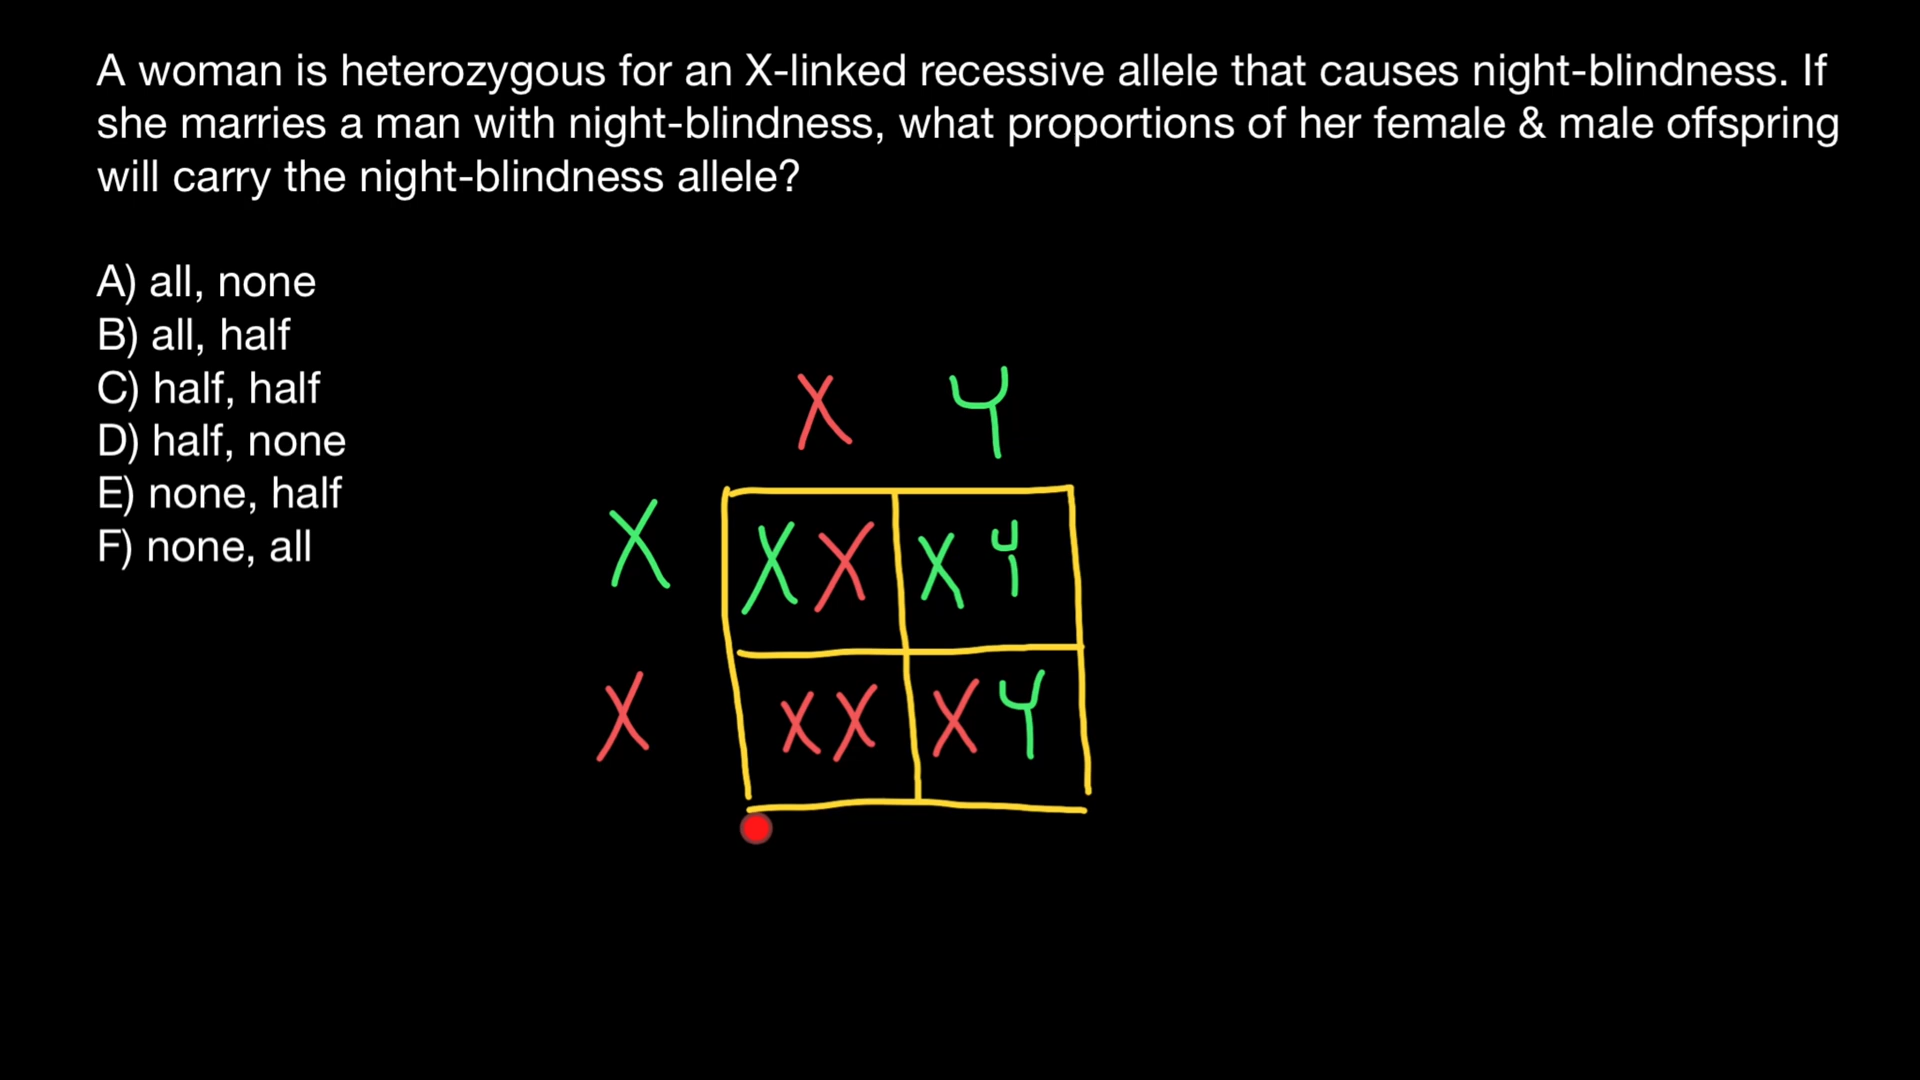 A woman is heterozygous for an X-linked recessive allele that causes night-blindness. If
she marries a man with night-blindness, what proportions of her female & male offspring
will carry the night-blindness allele?
A) all, none
B) all, half
C) half, half
D) half, none
E) none, half
F) none, all
X Y
X XX XY
X XX XY